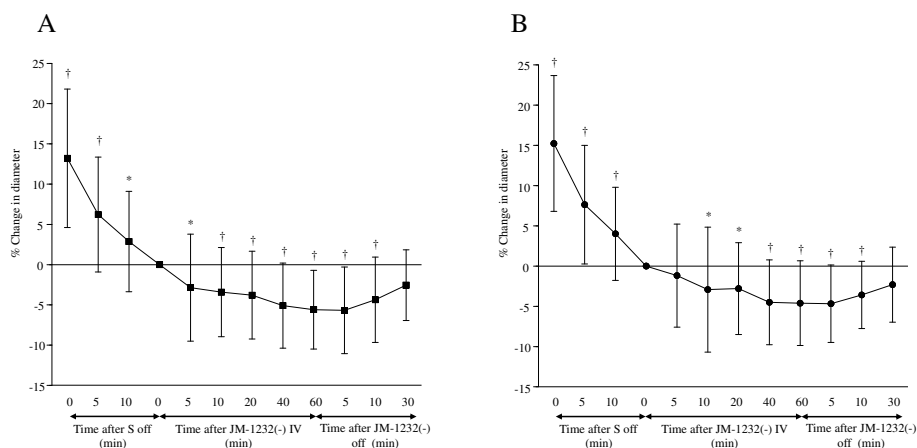 A
% Change in diameter
25
20
15
10
5
0
-5
-10
-15
†
†
*
*
†
†
†
†
†
†
0 5 10 0 5 10 20 40 60 5 10 30
Time after S off
(min)
Time after JM-1232(-) IV
(min)
Time after JM-1232(-)
off (min)
B
% Change in diameter
25
20
15
10
5
0
-5
-10
-15
†
†
†
*
*
†
†
†
†
0 5 10 0 5 10 20 40 60 5 10 30
Time after S off
(min)
Time after JM-1232(-) IV
(min)
Time after JM-1232(-)
off (min)